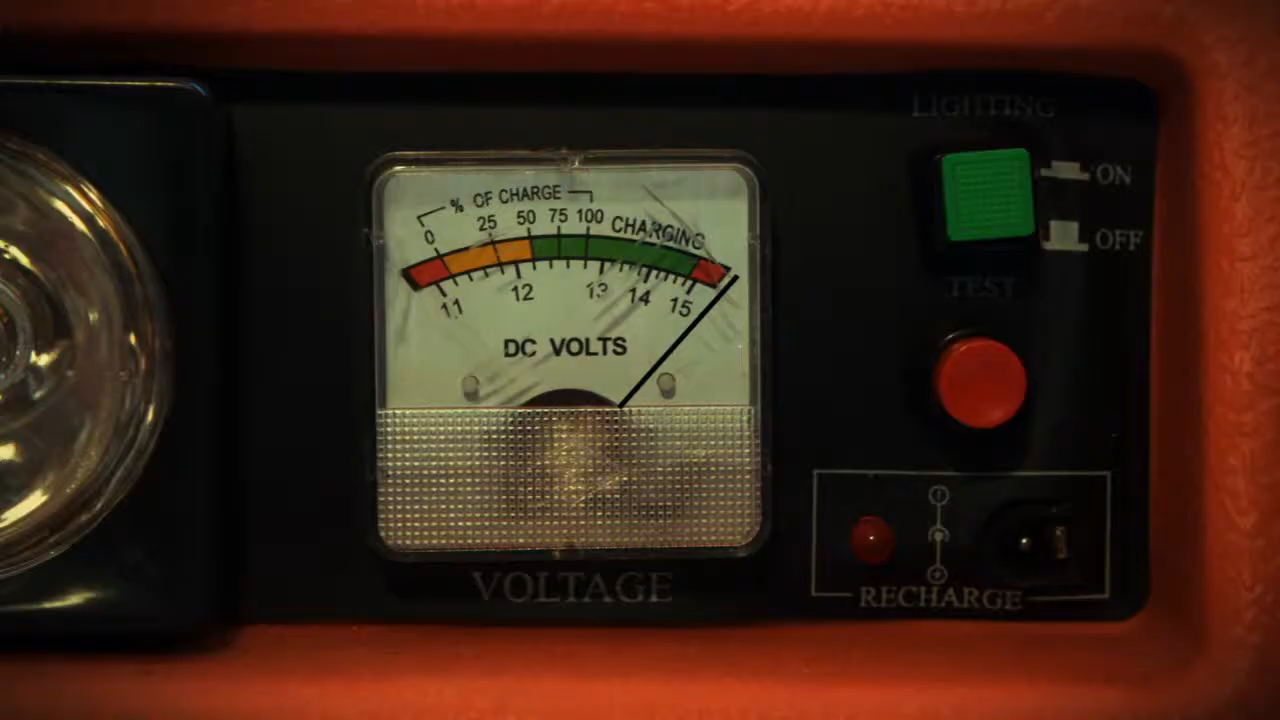 % OF CHARGE
0 25 50 75 100 CHARGING
11 12 13 14 15
DC VOLTS
VOLTAGE
LIGHTING
ON
OFF
TEST
RECHARGE